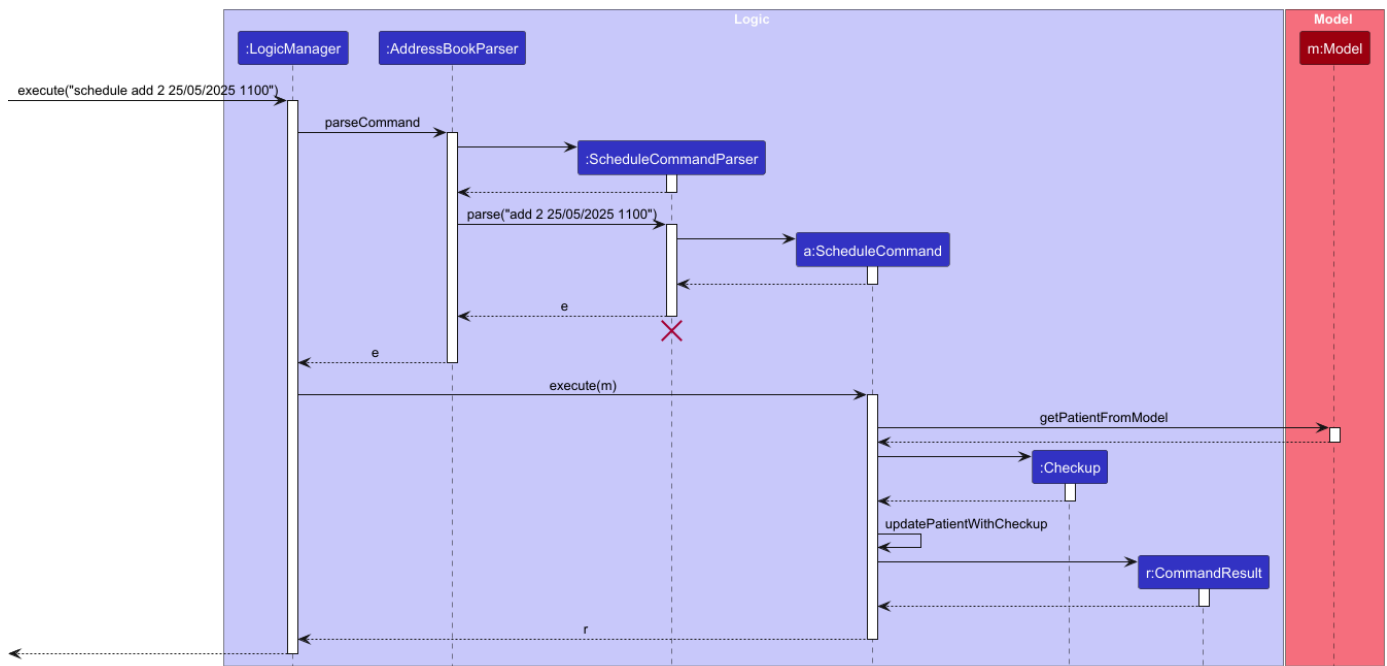 Logic
Model
:LogicManager
:AddressBookParser
m:Model
execute("schedule add 2 25/05/2025 1100")
parseCommand
:ScheduleCommandParser
parse("add 2 25/05/2025 1100")
a:ScheduleCommand
e
e
execute(m)
getPatientFromModel
:Checkup
updatePatientWithCheckup
r:CommandResult
r